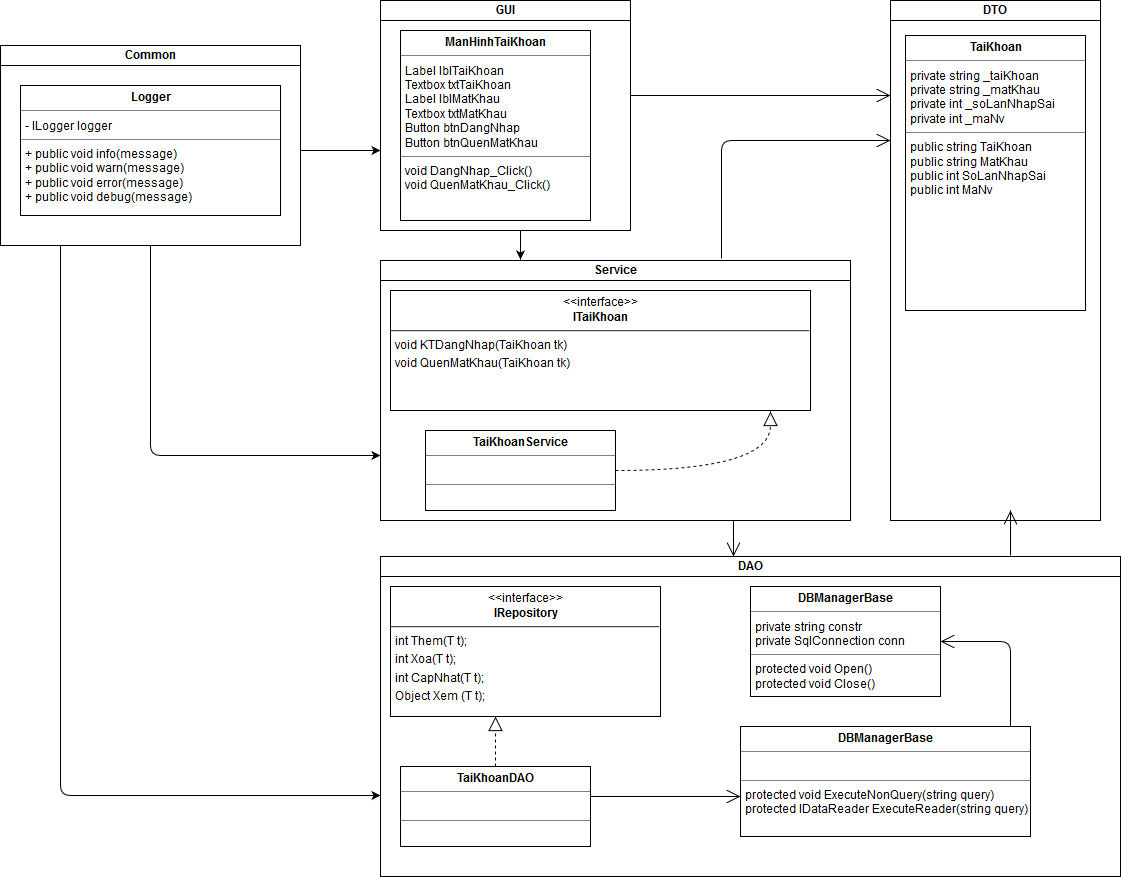 Common
Logger
- ILogger logger
+ public void info(message)
+ public void warn(message)
+ public void error(message)
+ public void debug(message)
GUI
ManHinhTaiKhoan
Label lblTaiKhoan
Textbox txtTaiKhoan
Label lblMatKhau
Textbox txtMatKhau
Button btnDangNhap
Button btnQuenMatKhau
void DangNhap_Click()
void QuenMatKhau_Click()
DTO
TaiKhoan
private string _taiKhoan
private string _matKhau
private int _soLanNhapSai
private int _maNv
public string TaiKhoan
public string MatKhau
public int SoLanNhapSai
public int MaNv
Service
<<interface>>
ITaiKhoan
void KTDangNhap(TaiKhoan tk)
void QuenMatKhau(TaiKhoan tk)
TaiKhoanService
DAO
<<interface>>
IRepository
int Them(T t);
int Xoa(T t);
int CapNhat(T t);
Object Xem (T t);
TaiKhoanDAO
DBManagerBase
private string constr
private SqlConnection conn
protected void Open()
protected void Close()
DBManagerBase
protected void ExecuteNonQuery(string query)
protected IDataReader ExecuteReader(string query)